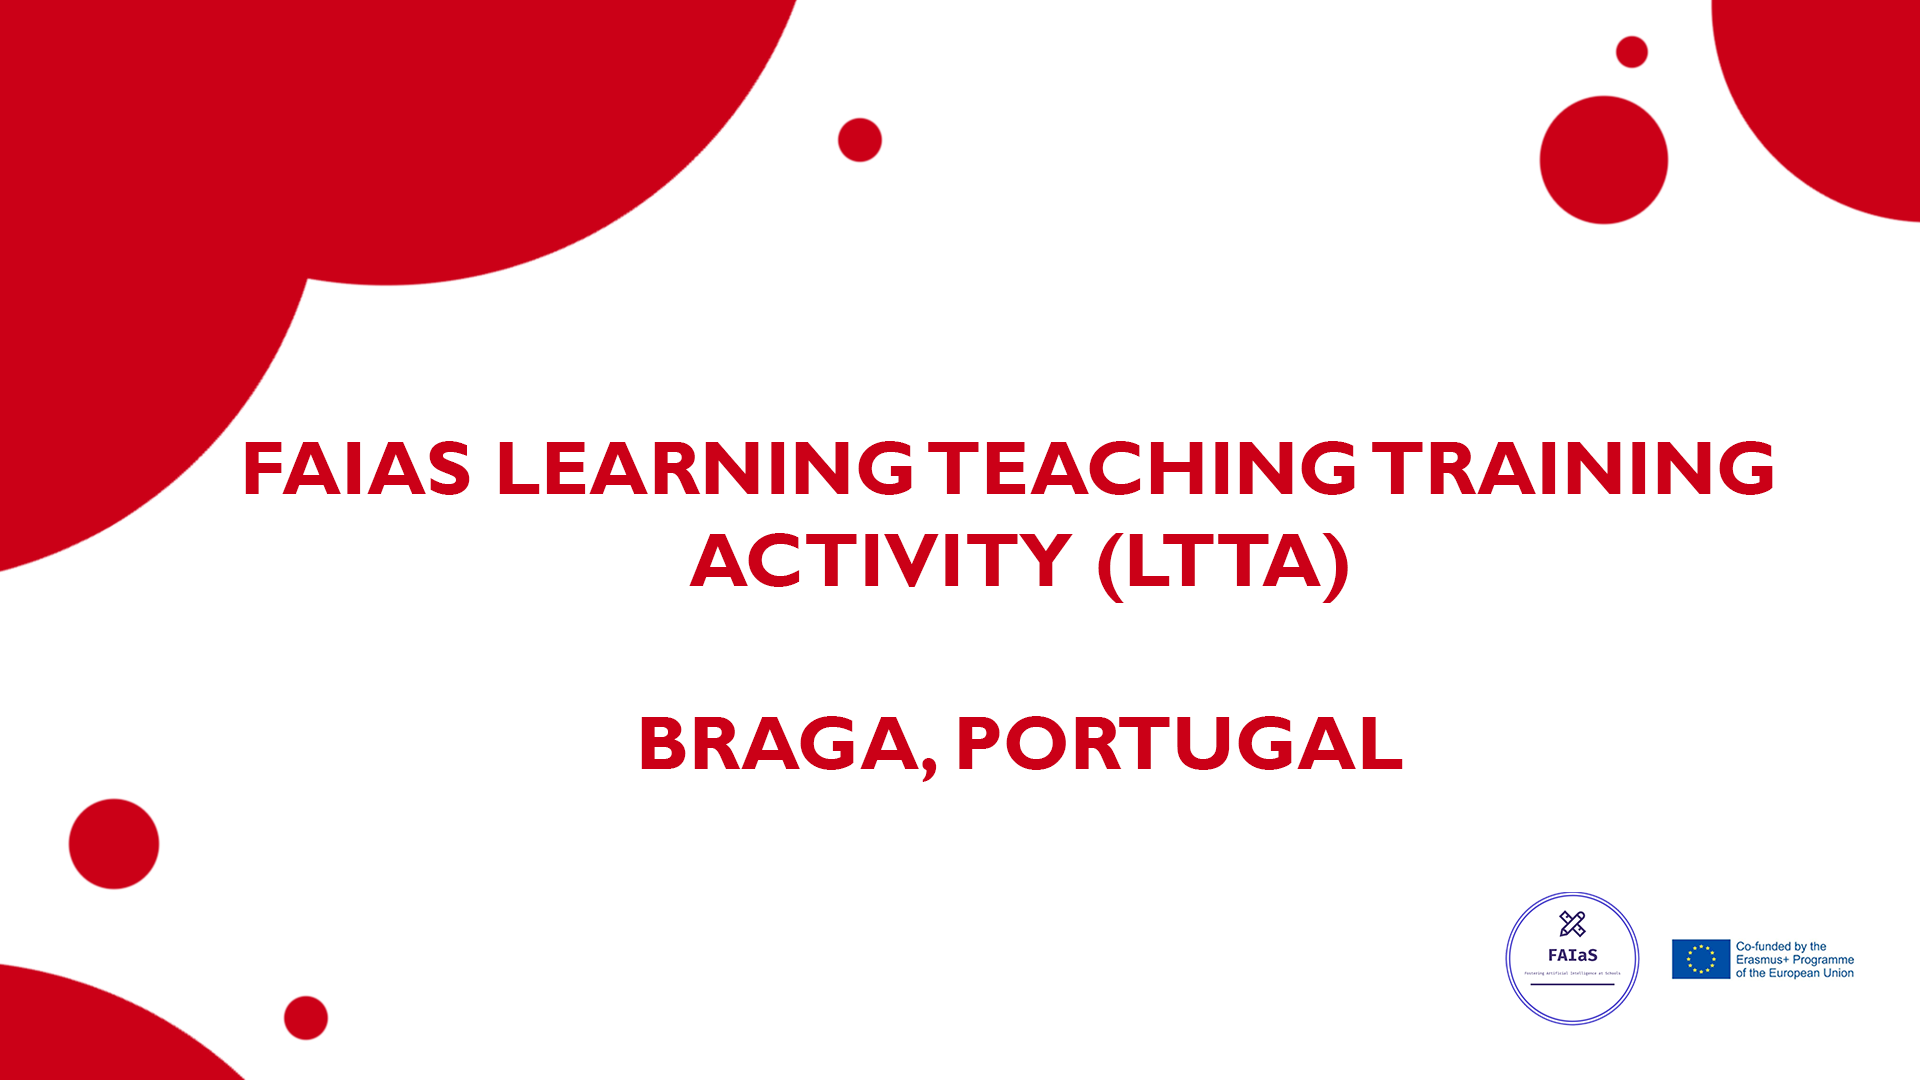 FAIAS LEARNING TEACHING TRAINING
ACTIVITY (LTTA)
BRAGA, PORTUGAL
FAIaS
Fostering Artificial Intelligence at Schools
Co-funded by the
Erasmus+ Programme
of the European Union